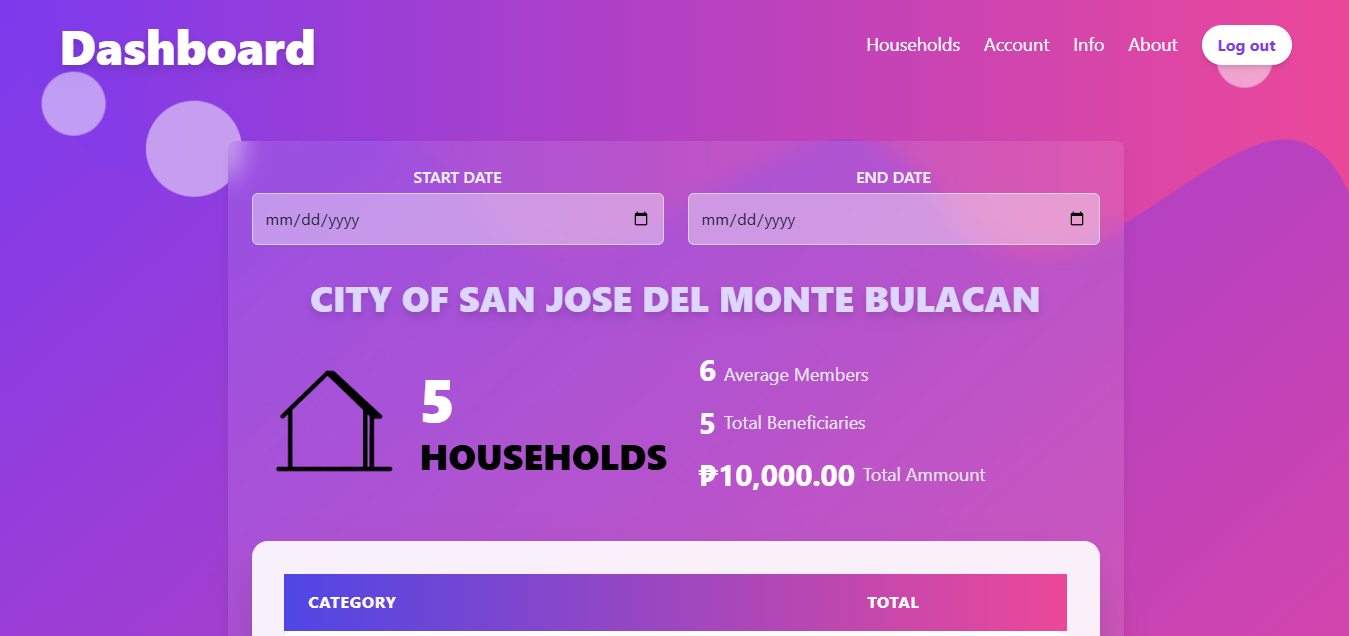 Dashboard
Households Account Info About Log out
START DATE
END DATE
mm/dd/yyyy
mm/dd/yyyy
CITY OF SAN JOSE DEL MONTE BULACAN
5
HOUSEHOLDS
6 Average Members
5 Total Beneficiaries
₱10,000.00 Total Ammount
CATEGORY TOTAL